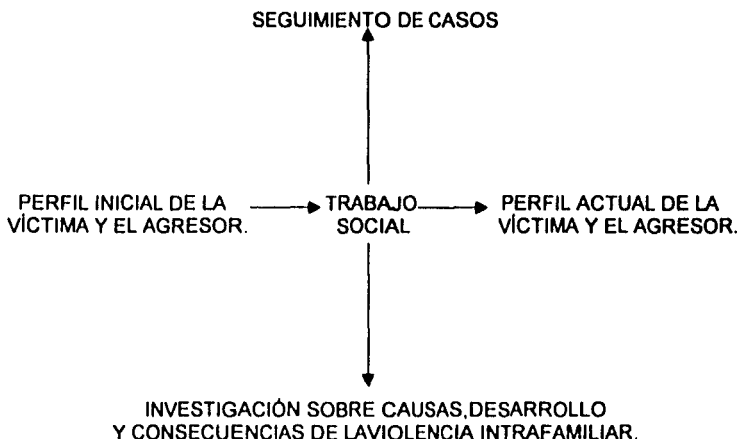 SEGUIMIENTO DE CASOS
PERFIL INICIAL DE LA
VÍCTIMA Y EL AGRESOR.
TRABAJO
SOCIAL
PERFIL ACTUAL DE LA
VÍCTIMA Y EL AGRESOR.
INVESTIGACIÓN SOBRE CAUSAS,DESARROLLO
Y CONSECUENCIAS DE LAVIOLENCIA INTRAFAMILIAR.